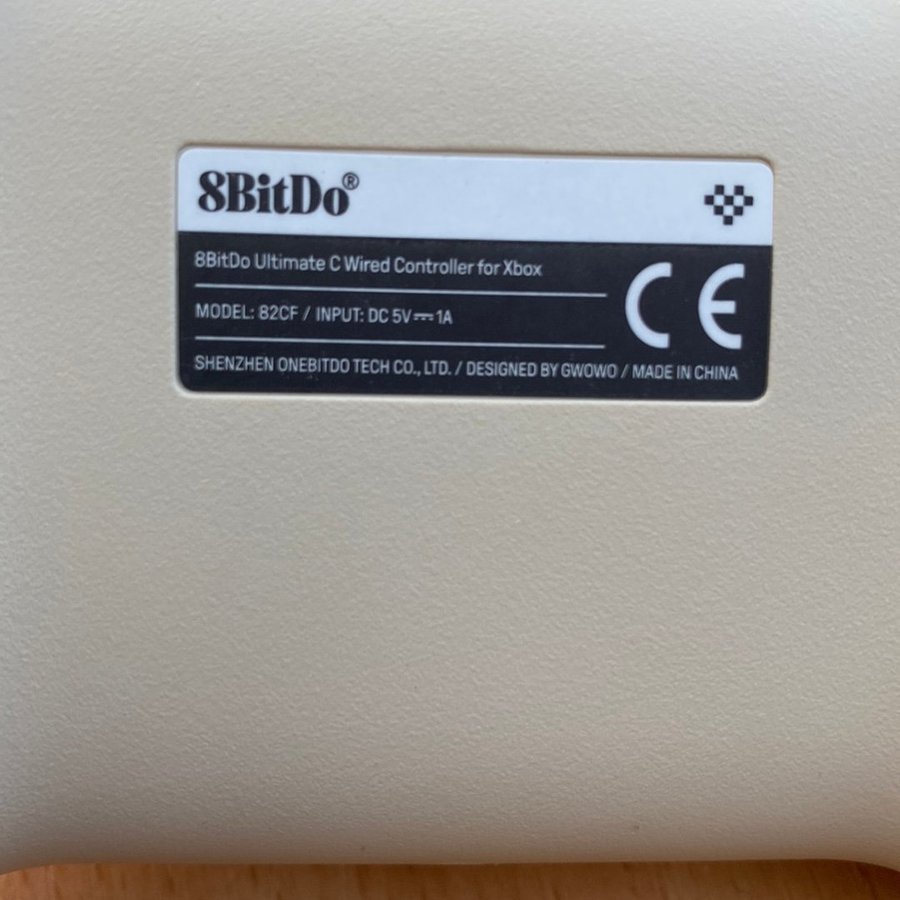 8BitDo®
8BitDo Ultimate C Wired Controller for Xbox
MODEL: 82CF / INPUT: DC 5V⎓1A
SHENZHEN ONEBITDO TECH CO., LTD. / DESIGNED BY GWOWO / MADE IN CHINA
CE